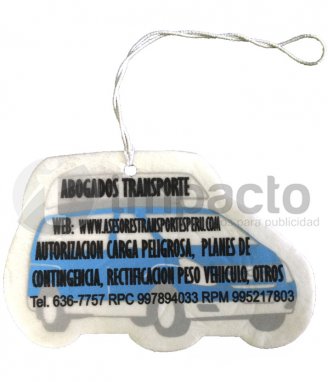 ABOGADOS TRANSPORTE
impacto
WEB: WWW.ASESORESTRANSPORTESPERU.COM
para publicidad
AUTORIZACION CARGA PELIGROSA, PLANES DE
CONTINGENCIA, RECTIFICACION PESO VEHICULO, OTROS
Tel. 636-7757 RPC 997894033 RPM 995217803